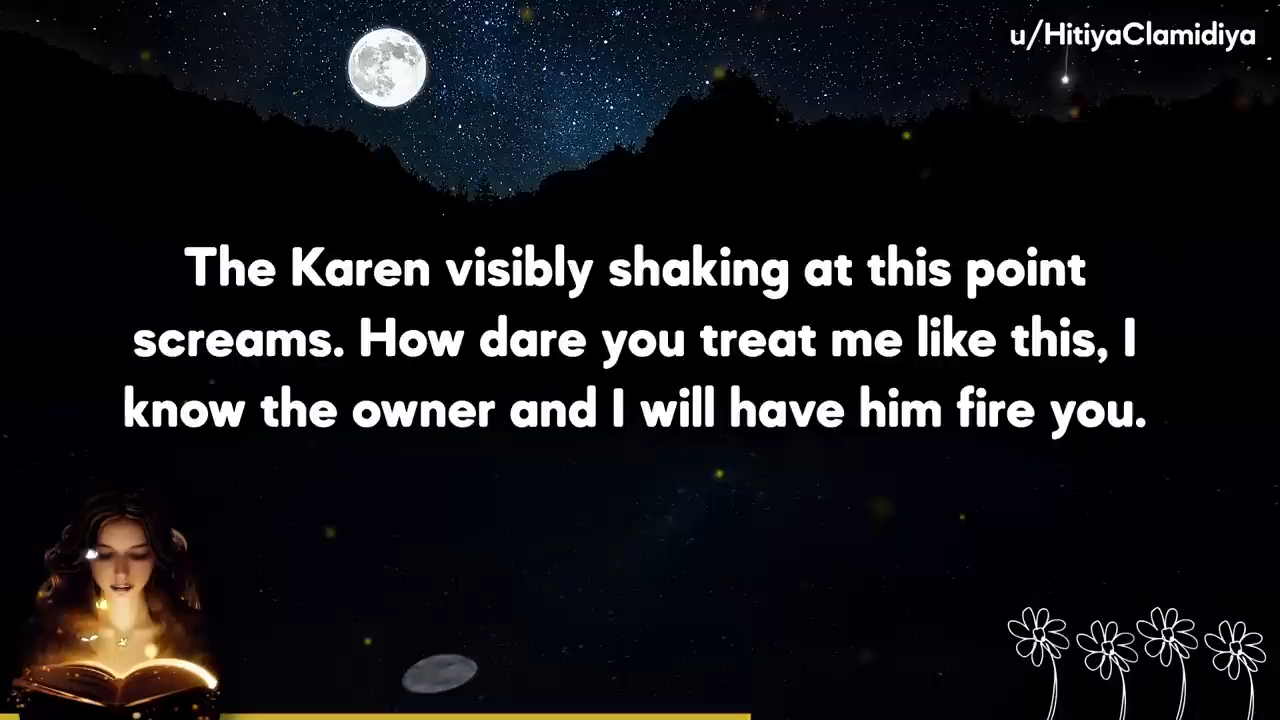 u/HitiyaClamidiya
The Karen visibly shaking at this point
screams. How dare you treat me like this, I
know the owner and I will have him fire you.